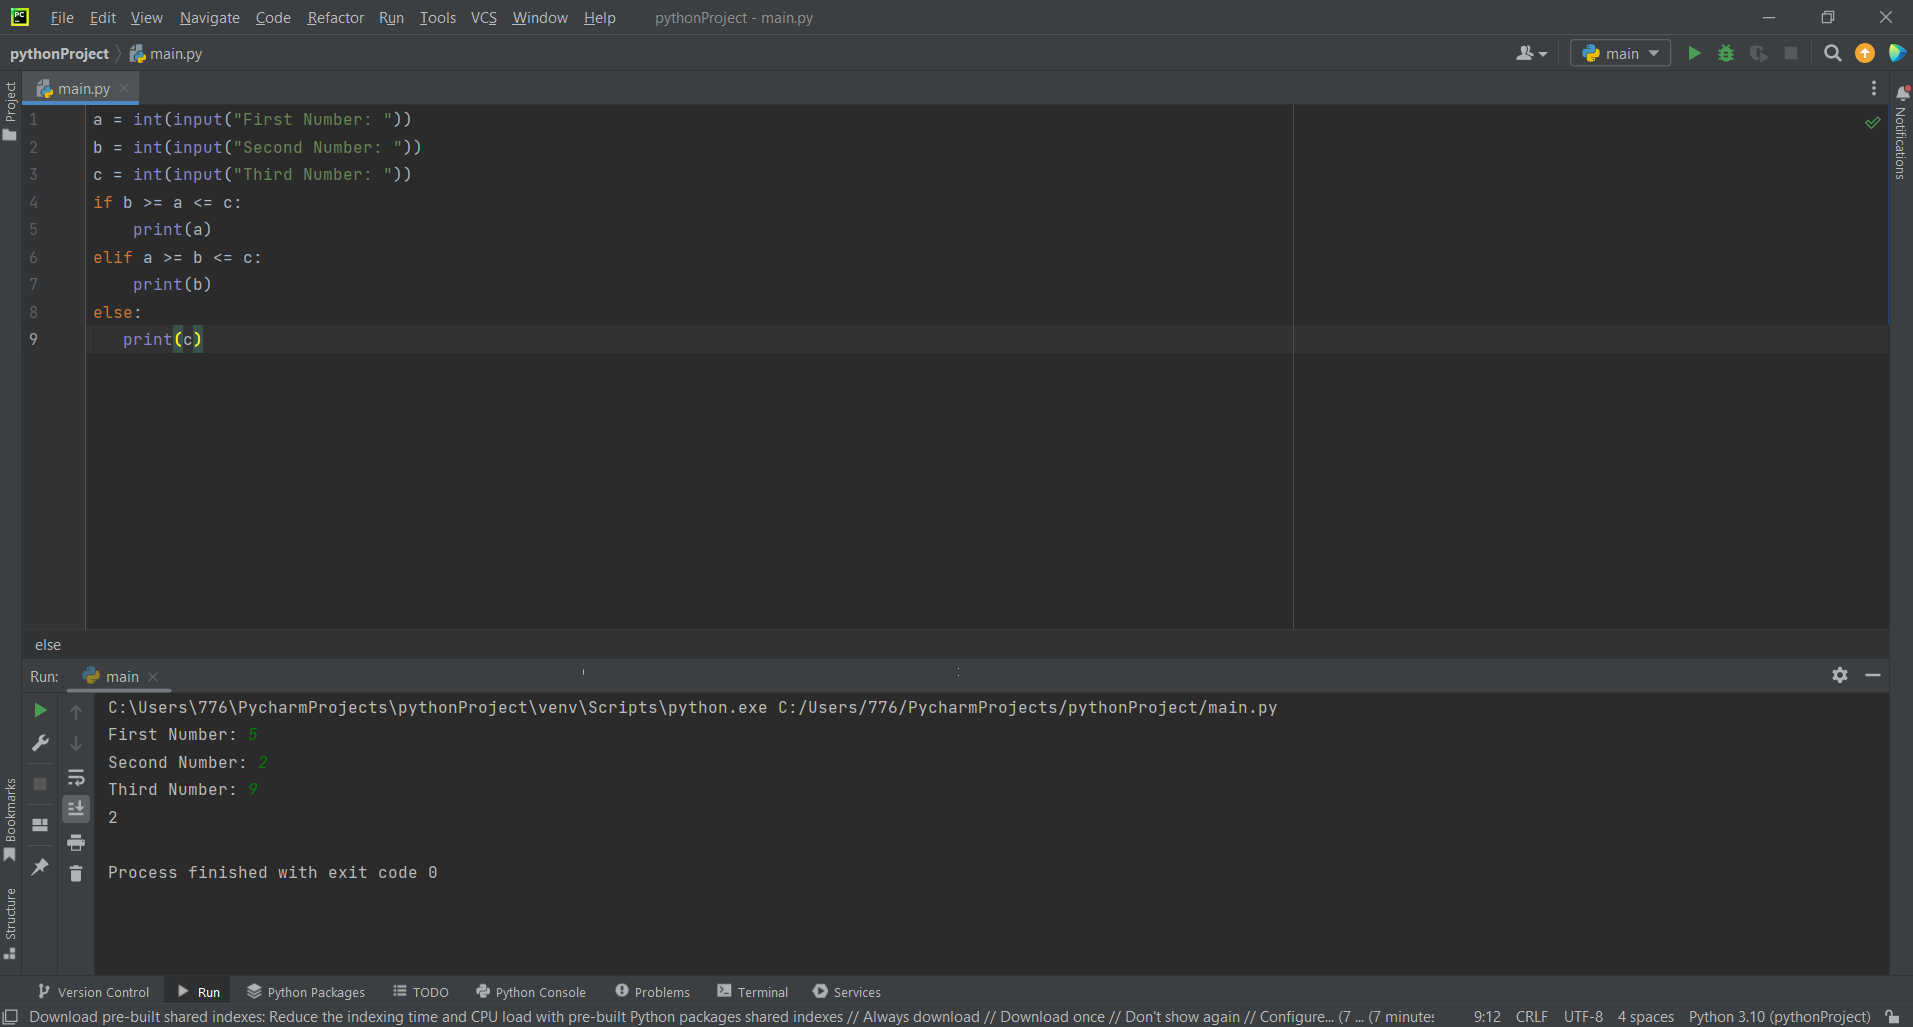 PC File Edit View Navigate Code Refactor Run Tools VCS Window Help pythonProject - main.py
pythonProject main.py main
Project main.py
1 a = int(input("First Number: "))
2 b = int(input("Second Number: "))
3 c = int(input("Third Number: "))
4 if b >= a <= c:
5 print(a)
6 elif a >= b <= c:
7 print(b)
8 else:
9 print(c)
Notifications
else
Run: main
C:\Users\776\PycharmProjects\pythonProject\venv\Scripts\python.exe C:/Users/776/PycharmProjects/pythonProject/main.py
First Number: 5
Second Number: 2
Third Number: 9
2
Process finished with exit code 0
Bookmarks
Structure
Version Control Run Python Packages TODO Python Console Problems Terminal Services
Download pre-built shared indexes: Reduce the indexing time and CPU load with pre-built Python packages shared indexes // Always download // Download once // Don't show again // Configure... (7 ... (7 minutes 9:12 CRLF UTF-8 4 spaces Python 3.10 (pythonProject)